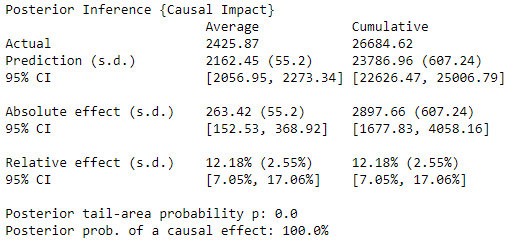 Posterior Inference {Causal Impact}
Average Cumulative
Actual 2425.87 26684.62
Prediction (s.d.) 2162.45 (55.2) 23786.96 (607.24)
95% CI [2056.95, 2273.34] [22626.47, 25006.79]
Absolute effect (s.d.) 263.42 (55.2) 2897.66 (607.24)
95% CI [152.53, 368.92] [1677.83, 4058.16]
Relative effect (s.d.) 12.18% (2.55%) 12.18% (2.55%)
95% CI [7.05%, 17.06%] [7.05%, 17.06%]
Posterior tail-area probability p: 0.0
Posterior prob. of a causal effect: 100.0%